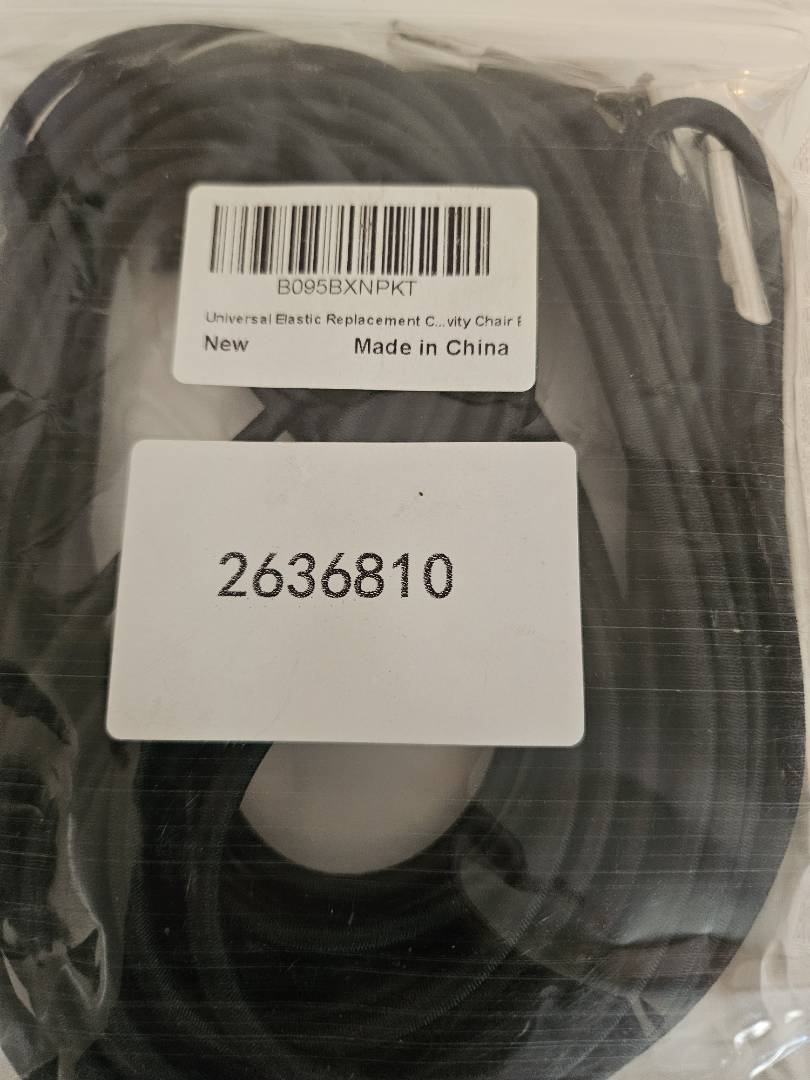 B095BXNPKT
Universal Elastic Replacement C...vity Chair
New Made in China
2636810